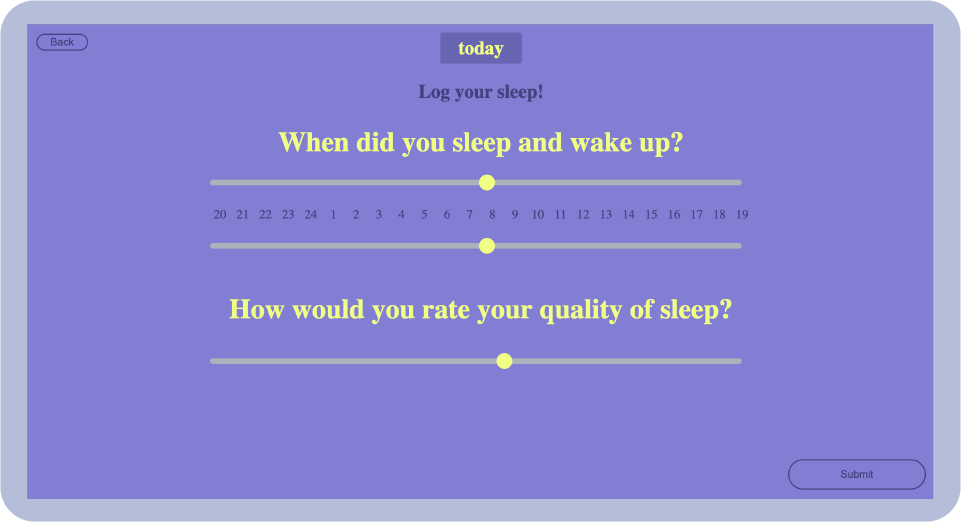 Back
today
Log your sleep!
When did you sleep and wake up?
20 21 22 23 24 1 2 3 4 5 6 7 8 9 10 11 12 13 14 15 16 17 18 19
How would you rate your quality of sleep?
Submit